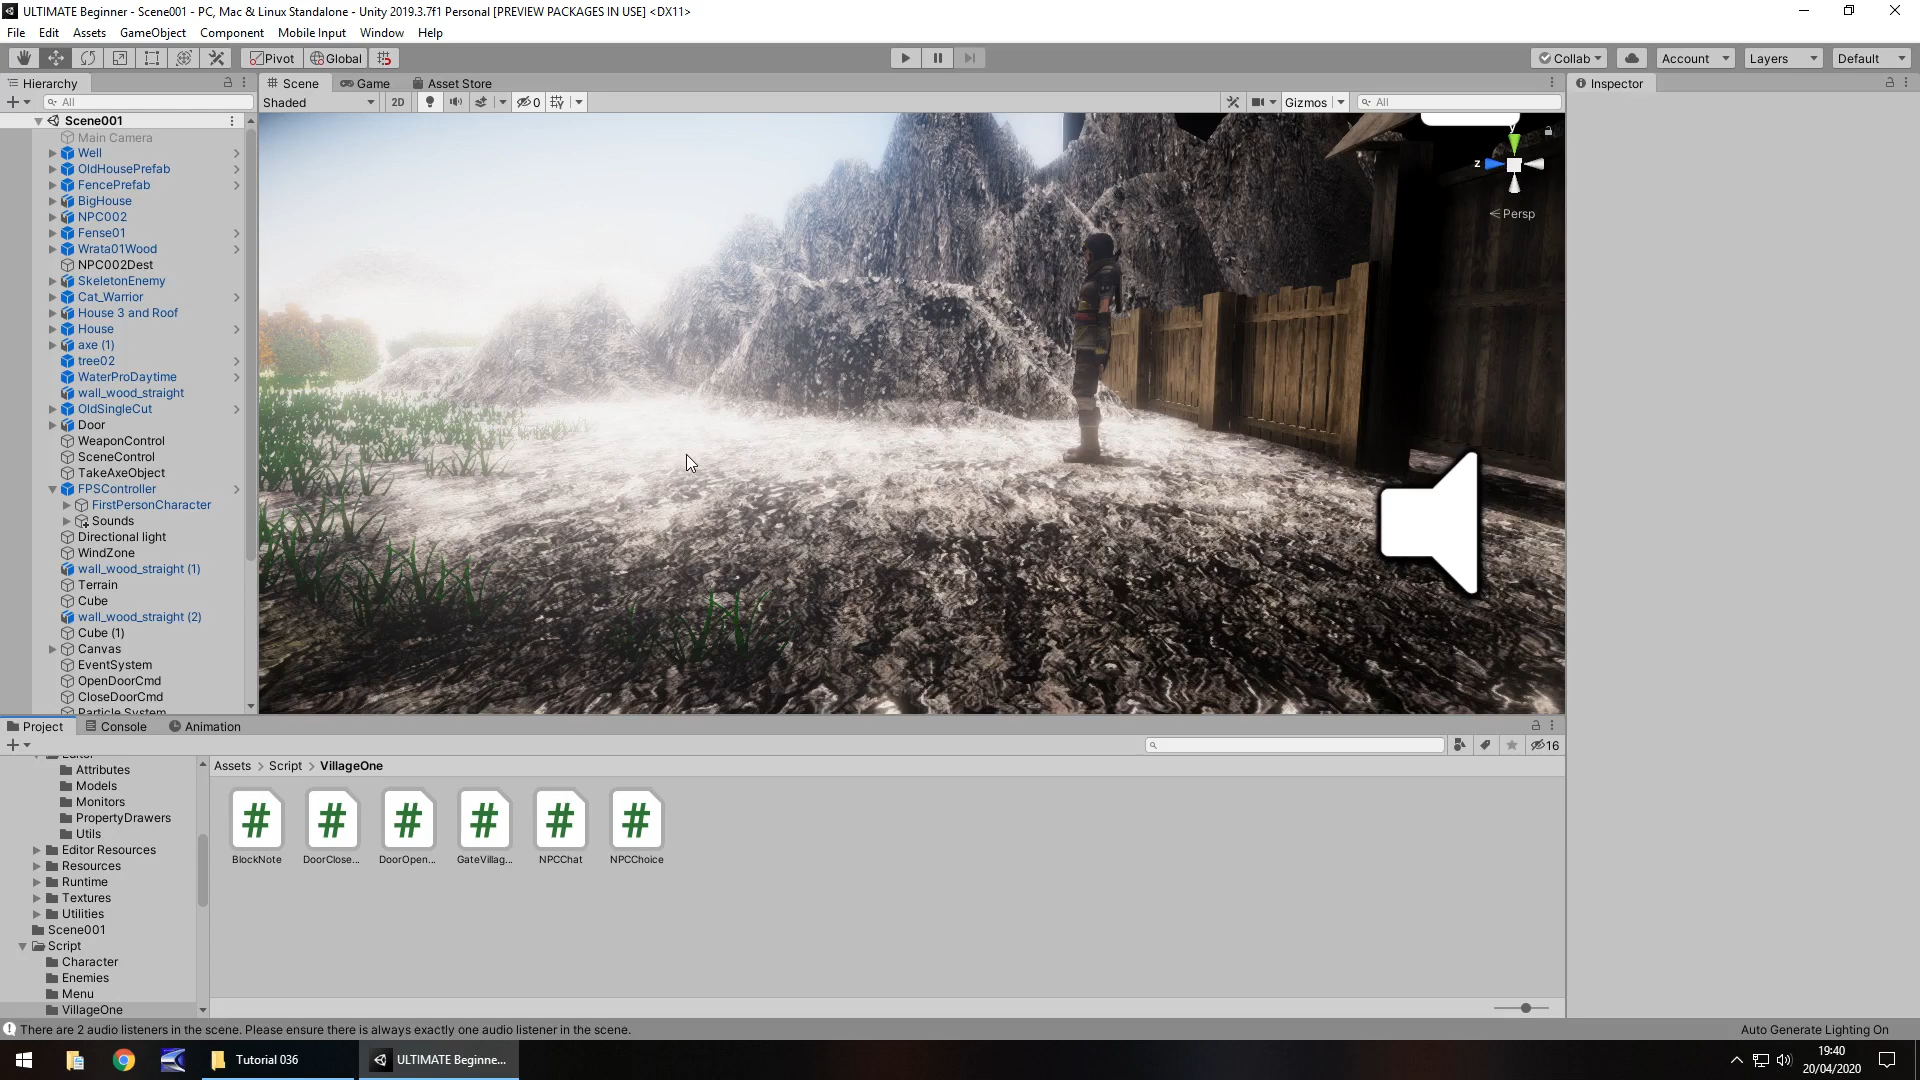 ULTIMATE Beginner - Scene001 - PC, Mac & Linux Standalone - Unity 2019.3.7f1 Personal [PREVIEW PACKAGES IN USE] <DX11>
File Edit Assets GameObject Component Mobile Input Window Help
Pivot Global Collab Account Layers Default
Hierarchy Scene Game Asset Store Inspector
All Shaded 2D 0 Gizmos All
Scene001
Main Camera
Well
OldHousePrefab
FencePrefab
BigHouse
NPC002
Fense01
Wrata01Wood
NPC002Dest
SkeletonEnemy
Cat_Warrior
House 3 and Roof
House
axe (1)
tree02
WaterProDaytime
wall_wood_straight
OldSingleCut
Door
WeaponControl
SceneControl
TakeAxeObject
FPSController
FirstPersonCharacter
Sounds
Directional light
WindZone
wall_wood_straight (1)
Terrain
Cube
wall_wood_straight (2)
Cube (1)
Canvas
EventSystem
OpenDoorCmd
CloseDoorCmd
Particle System
y
z
Persp
Project Console Animation
16
Editor
Attributes
Models
Monitors
PropertyDrawers
Utils
Editor Resources
Resources
Runtime
Textures
Utilities
Scene001
Script
Character
Enemies
Menu
VillageOne
Assets > Script > VillageOne
# # # # # #
BlockNote DoorClose... DoorOpen... GateVillag... NPCChat NPCChoice
There are 2 audio listeners in the scene. Please ensure there is always exactly one audio listener in the scene.
Auto Generate Lighting On
Tutorial 036
ULTIMATE Beginne...
19:40
20/04/2020